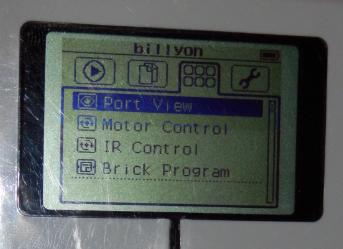 billyon
Port View
Motor Control
IR Control
Brick Program